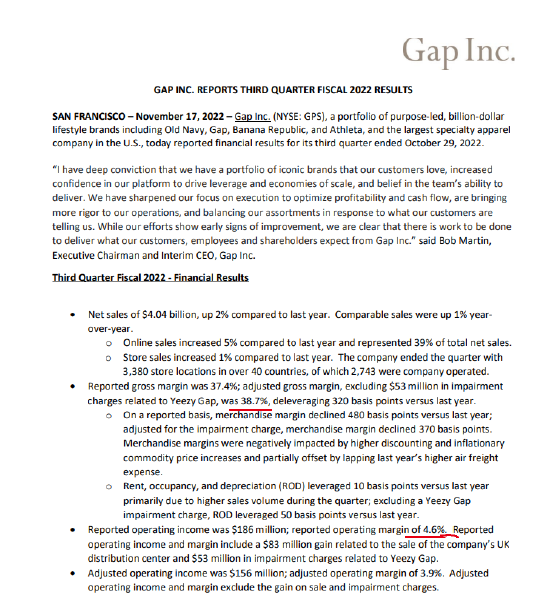 Gap Inc.
GAP INC. REPORTS THIRD QUARTER FISCAL 2022 RESULTS
SAN FRANCISCO – November 17, 2022 – Gap Inc. (NYSE: GPS), a portfolio of purpose-led, billion-dollar
lifestyle brands including Old Navy, Gap, Banana Republic, and Athleta, and the largest specialty apparel
company in the U.S., today reported financial results for its third quarter ended October 29, 2022.
“I have deep conviction that we have a portfolio of iconic brands that our customers love, increased
confidence in our platform to drive leverage and economies of scale, and belief in the team’s ability to
deliver. We have sharpened our focus on execution to optimize profitability and cash flow, are bringing
more rigor to our operations, and balancing our assortments in response to what our customers are
telling us. While our efforts show early signs of improvement, we are clear that there is work to be done
to deliver what our customers, employees and shareholders expect from Gap Inc.” said Bob Martin,
Executive Chairman and Interim CEO, Gap Inc.
Third Quarter Fiscal 2022 - Financial Results
• Net sales of $4.04 billion, up 2% compared to last year. Comparable sales were up 1% year-
over-year.
o Online sales increased 5% compared to last year and represented 39% of total net sales.
o Store sales increased 1% compared to last year. The company ended the quarter with
3,380 store locations in over 40 countries, of which 2,743 were company operated.
• Reported gross margin was 37.4%; adjusted gross margin, excluding $53 million in impairment
charges related to Yeezy Gap, was 38.7%, deleveraging 320 basis points versus last year.
o On a reported basis, merchandise margin declined 480 basis points versus last year;
adjusted for the impairment charge, merchandise margin declined 370 basis points.
Merchandise margins were negatively impacted by higher discounting and inflationary
commodity price increases and partially offset by lapping last year’s higher air freight
expense.
o Rent, occupancy, and depreciation (ROD) leveraged 10 basis points versus last year
primarily due to higher sales volume during the quarter; excluding a Yeezy Gap
impairment charge, ROD leveraged 50 basis points versus last year.
• Reported operating income was $186 million; reported operating margin of 4.6%. Reported
operating income and margin include a $83 million gain related to the sale of the company’s UK
distribution center and $53 million in impairment charges related to Yeezy Gap.
• Adjusted operating income was $156 million; adjusted operating margin of 3.9%. Adjusted
operating income and margin exclude the gain on sale and impairment charges.